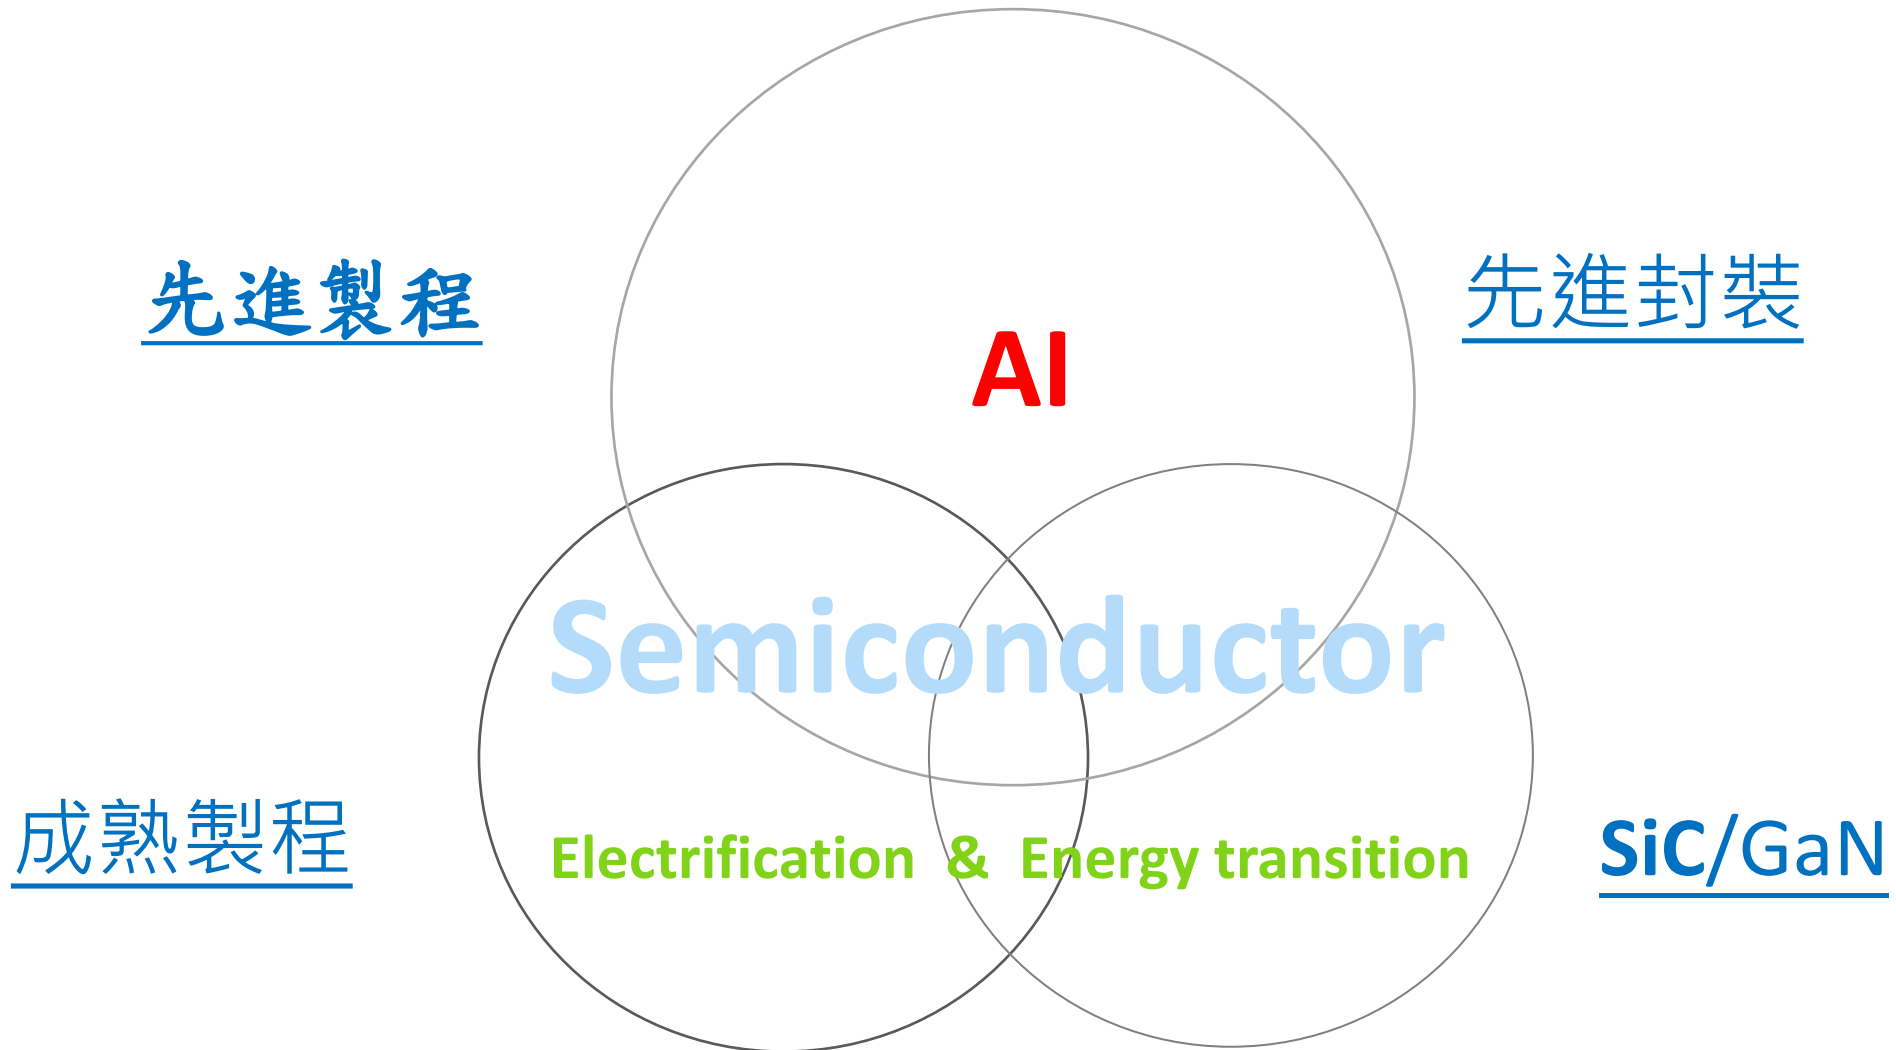 先進製程
先進封裝
AI
Semiconductor
成熟製程
Electrification & Energy transition
SiC/GaN